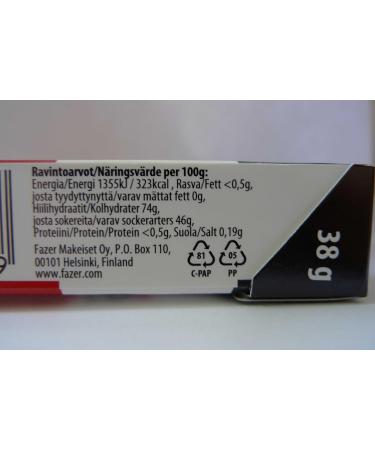 Ravintoarvot/Näringsvärde per 100g:
Energia/Energi 1355kJ / 323kcal , Rasva/Fett <0,5g,
josta tyydyttynyttä/varav mättat fett 0g,
Hiilihydraatit/Kolhydrater 74g,
josta sokereita/varav sockerarter 46g,
Proteiini/Protein/Protein <0,5g, Suola/Salt 0,19g
Fazer Makeiset Oy, P.O. Box 110,
00101 Helsinki, Finland
www.fazer.com
81
C-PAP
05
PP
38 g